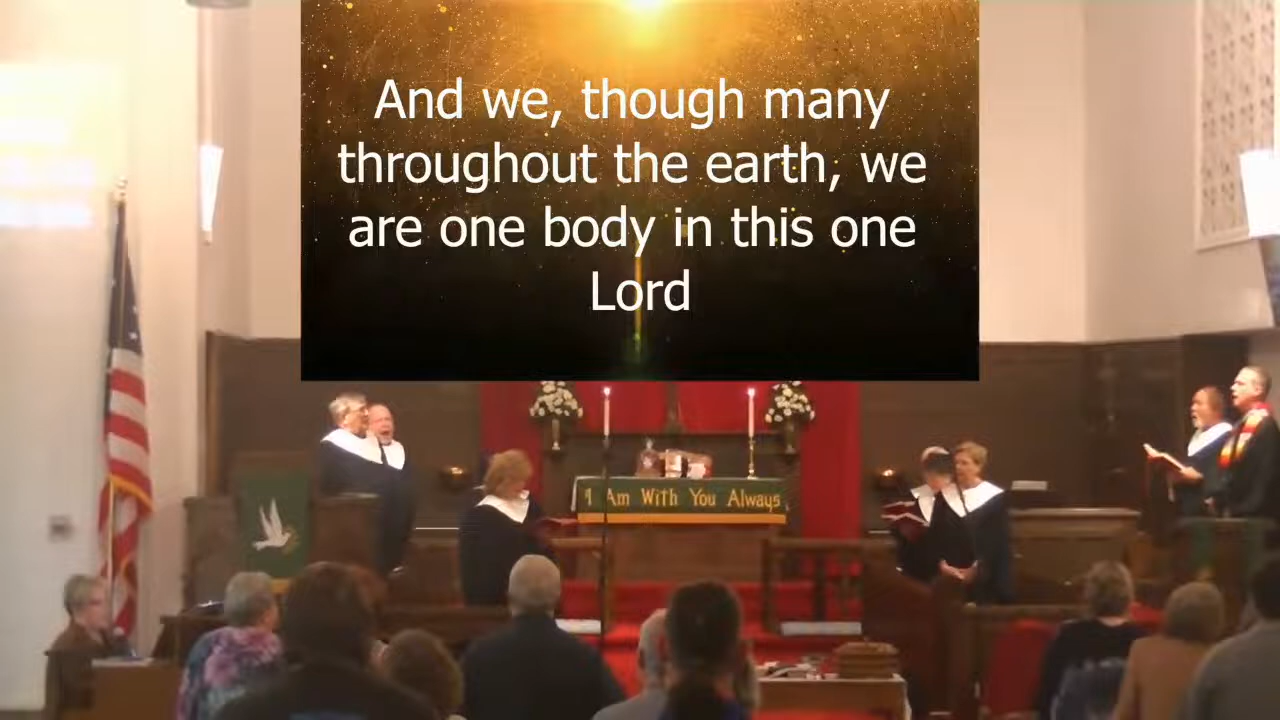 And we, though many
throughout the earth, we
are one body in this one
Lord
I Am With You Always